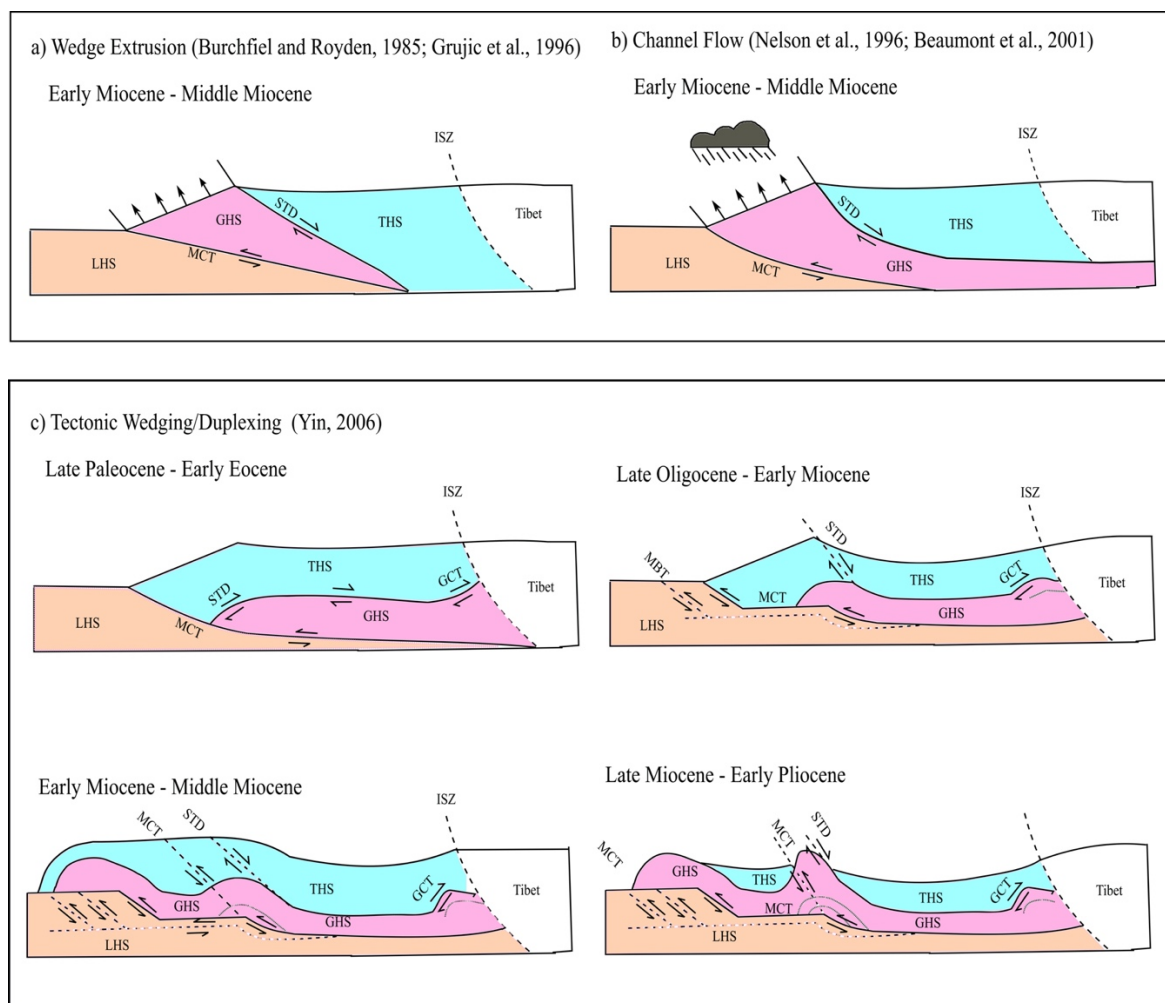 a) Wedge Extrusion (Burchfiel and Royden, 1985; Grujic et al., 1996)
Early Miocene - Middle Miocene
ISZ
GHS
STD
THS
Tibet
LHS
MCT
b) Channel Flow (Nelson et al., 1996; Beaumont et al., 2001)
Early Miocene - Middle Miocene
ISZ
STD
THS
Tibet
LHS
MCT
GHS
c) Tectonic Wedging/Duplexing (Yin, 2006)
Late Paleocene - Early Eocene
ISZ
THS
STD
GCT
Tibet
GHS
LHS
MCT
Late Oligocene - Early Miocene
ISZ
STD
MBT
THS
GCT
Tibet
MCT
GHS
LHS
Early Miocene - Middle Miocene
ISZ
MCT
STD
THS
GCT
Tibet
GHS
GHS
LHS
Late Miocene - Early Pliocene
ISZ
MCT
MCT
STD
GHS
THS
THS
GCT
Tibet
MCT
GHS
LHS